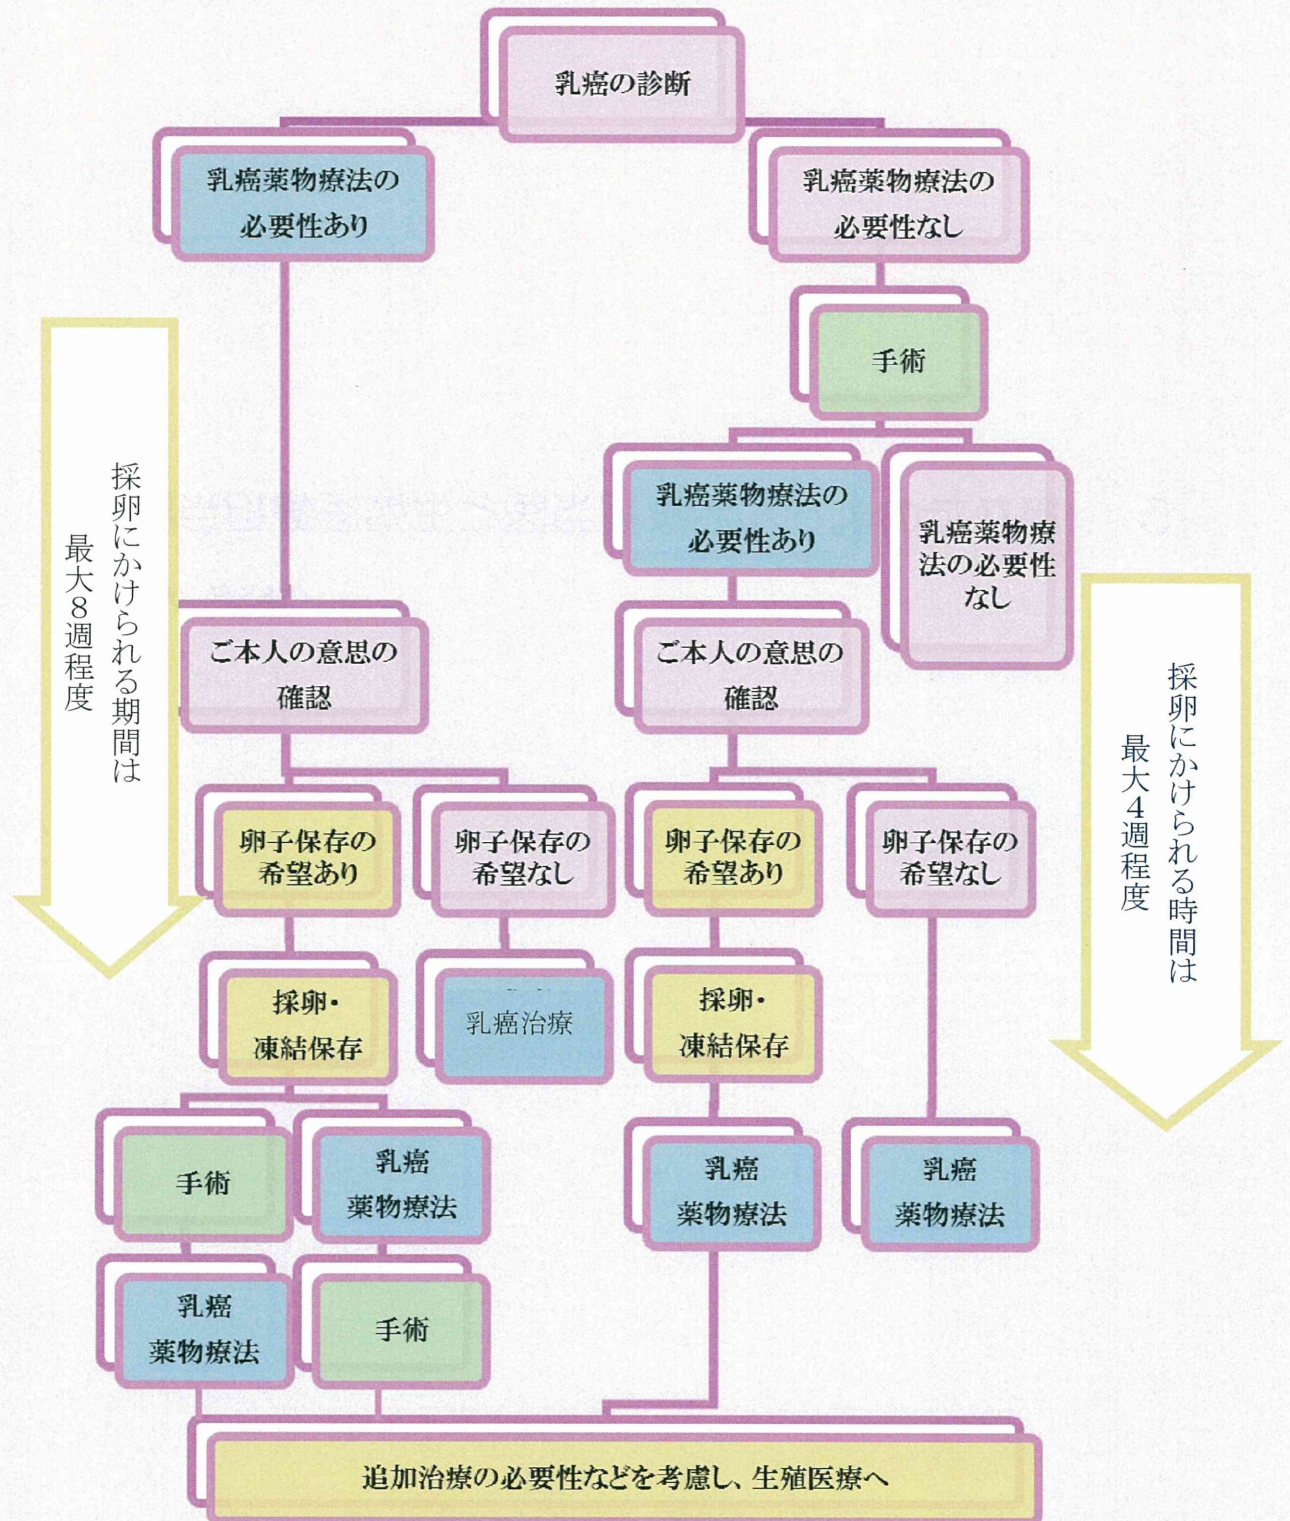 乳癌の診断
乳癌薬物療法の
必要性あり
乳癌薬物療法の
必要性なし
手術
乳癌薬物療法の
必要性あり
乳癌薬物療
法の必要性
なし
採卵にかけられる期間は
最大8週程度
ご本人の意思の
確認
ご本人の意思の
確認
採卵にかけられる時間は
最大4週程度
卵子保存の
希望あり
卵子保存の
希望なし
卵子保存の
希望あり
卵子保存の
希望なし
採卵・
凍結保存
乳癌治療
採卵・
凍結保存
手術
乳癌
薬物療法
乳癌
薬物療法
乳癌
薬物療法
乳癌
薬物療法
手術
追加治療の必要性などを考慮し、生殖医療へ